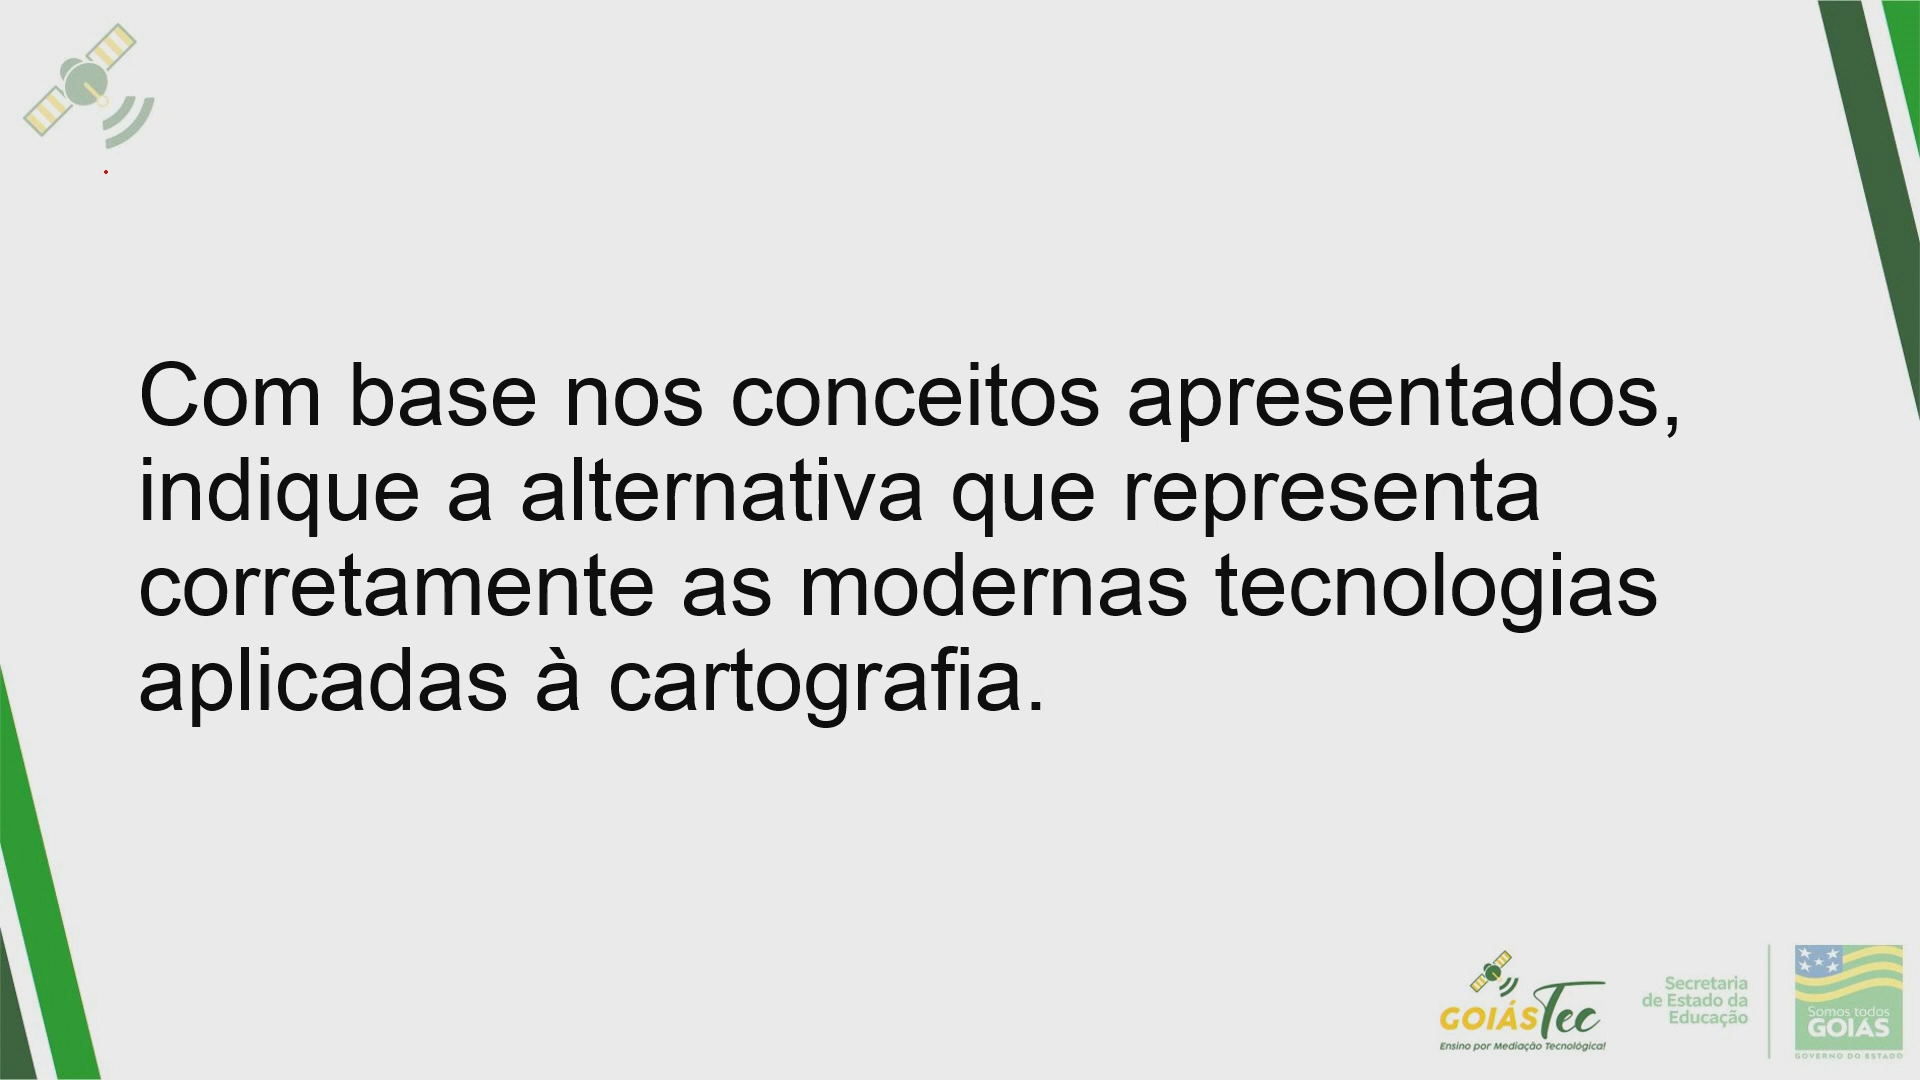 Com base nos conceitos apresentados,
indique a alternativa que representa
corretamente as modernas tecnologias
aplicadas à cartografia.
GOIÁSTec
Ensino por Mediação Tecnológica!
Secretaria
de Estado da
Educação
Somos todos
GOIÁS
GOVERNO DO ESTADO